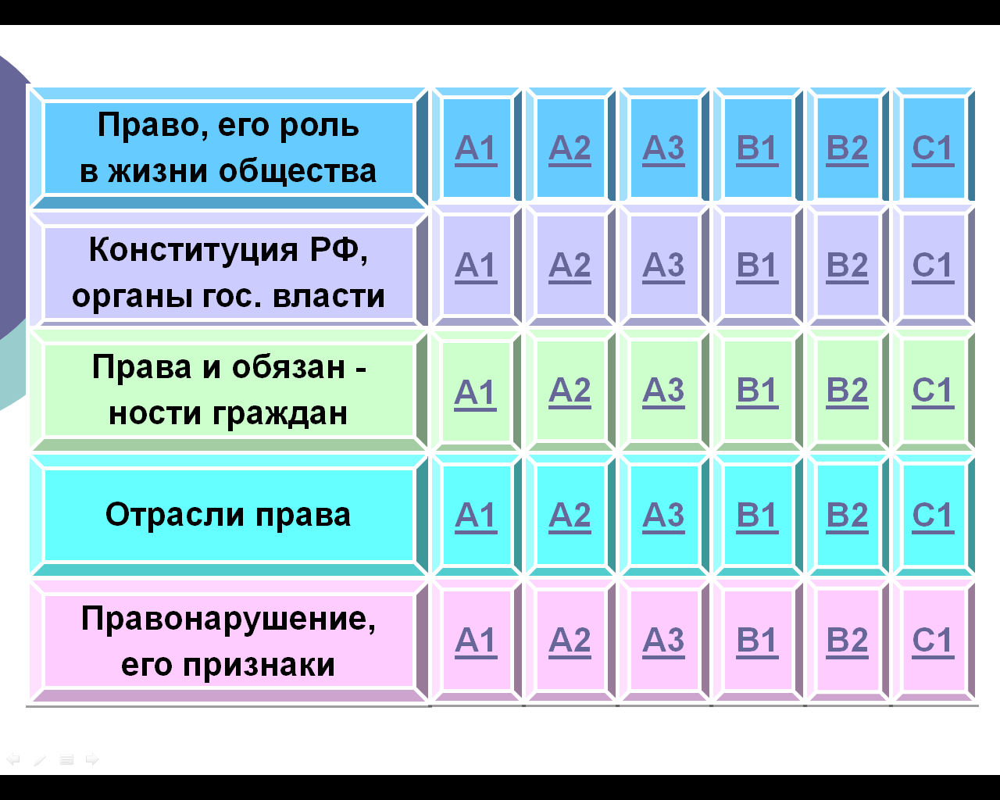 Право, его роль
в жизни общества
А1 А2 А3 В1 В2 С1
Конституция РФ,
органы гос. власти
А1 А2 А3 В1 В2 С1
Права и обязан -
ности граждан
А1 А2 А3 В1 В2 С1
Отрасли права
А1 А2 А3 В1 В2 С1
Правонарушение,
его признаки
А1 А2 А3 В1 В2 С1